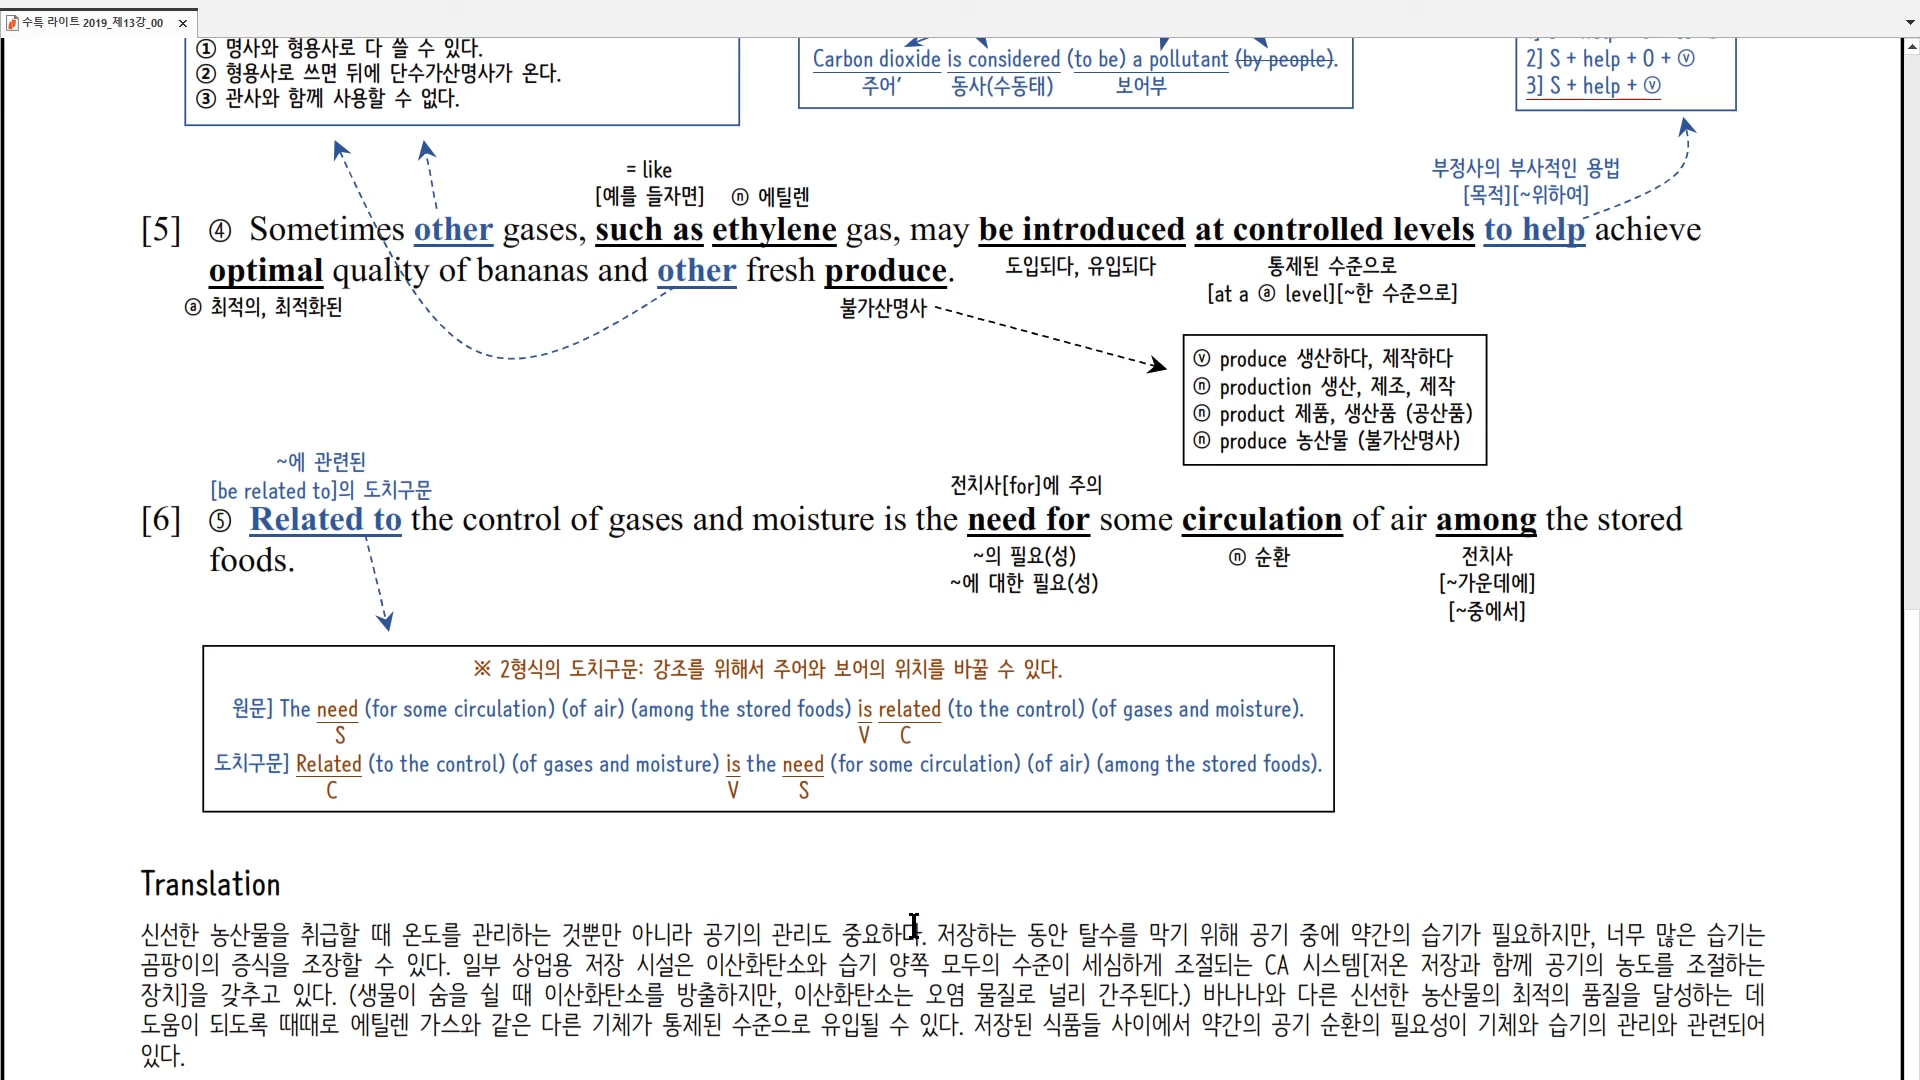 수특 라이트 2019_제13강_00
① 명사와 형용사로 다 쓸 수 있다.
② 형용사로 쓰면 뒤에 단수가산명사가 온다.
③ 관사와 함께 사용할 수 없다.
Carbon dioxide is considered (to be) a pollutant (by people).
주어′ 동사(수동태) 보어부
2] S + help + O + ⓥ
3] S + help + ⓥ
= like
[예를 들자면] ⓝ 에틸렌
부정사의 부사적인 용법
[목적][~위하여]
[5] ④ Sometimes other gases, such as ethylene gas, may be introduced at controlled levels to help achieve
optimal quality of bananas and other fresh produce.
도입되다, 유입되다 통제된 수준으로
[at a ⓐ level][~한 수준으로]
ⓐ 최적의, 최적화된 불가산명사
ⓥ produce 생산하다, 제작하다
ⓝ production 생산, 제조, 제작
ⓝ product 제품, 생산품 (공산품)
ⓝ produce 농산물 (불가산명사)
~에 관련된
[be related to]의 도치구문
전치사[for]에 주의
[6] ⑤ Related to the control of gases and moisture is the need for some circulation of air among the stored
foods.
~의 필요(성) ⓝ 순환 전치사
~에 대한 필요(성) [~가운데에]
[~중에서]
※ 2형식의 도치구문: 강조를 위해서 주어와 보어의 위치를 바꿀 수 있다.
원문] The need (for some circulation) (of air) (among the stored foods) is related (to the control) (of gases and moisture).
S V C
도치구문] Related (to the control) (of gases and moisture) is the need (for some circulation) (of air) (among the stored foods).
C V S
Translation
신선한 농산물을 취급할 때 온도를 관리하는 것뿐만 아니라 공기의 관리도 중요하다. 저장하는 동안 탈수를 막기 위해 공기 중에 약간의 습기가 필요하지만, 너무 많은 습기는
곰팡이의 증식을 조장할 수 있다. 일부 상업용 저장 시설은 이산화탄소와 습기 양쪽 모두의 수준이 세심하게 조절되는 CA 시스템[저온 저장과 함께 공기의 농도를 조절하는
장치]을 갖추고 있다. (생물이 숨을 쉴 때 이산화탄소를 방출하지만, 이산화탄소는 오염 물질로 널리 간주된다.) 바나나와 다른 신선한 농산물의 최적의 품질을 달성하는 데
도움이 되도록 때때로 에틸렌 가스와 같은 다른 기체가 통제된 수준으로 유입될 수 있다. 저장된 식품들 사이에서 약간의 공기 순환의 필요성이 기체와 습기의 관리와 관련되어
있다.